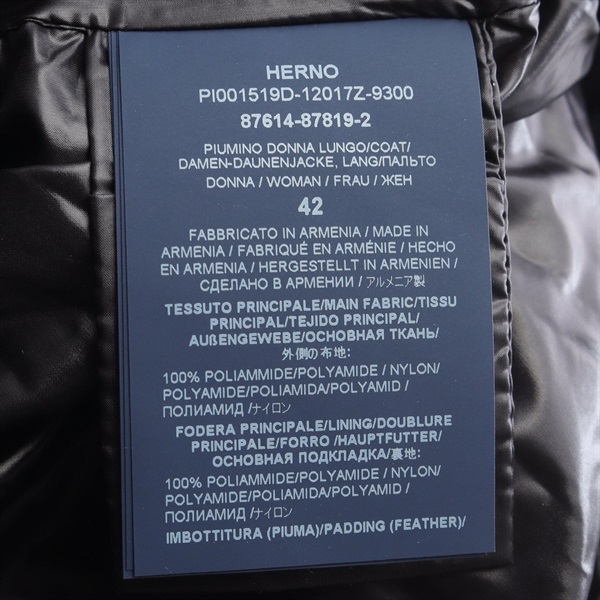 HERNO
PI001519D-12017Z-9300
87614-87819-2
PIUMINO DONNA LUNGO/COAT/
DAMEN-DAUNENJACKE, LANG/ПАЛЬТО
DONNA / WOMAN / FRAU / ЖЕН
42
FABBRICATO IN ARMENIA / MADE IN
ARMENIA / FABRIQUÉ EN ARMÉNIE / HECHO
EN ARMENIA / HERGESTELLT IN ARMENIEN /
СДЕЛАНО В АРМЕНИИ / アルメニア製
TESSUTO PRINCIPALE/MAIN FABRIC/TISSU
PRINCIPAL/TEJIDO PRINCIPAL/
AUßENGEWEBE/ОСНОВНАЯ ТКАНЬ/
外側の布地:
100% POLIAMMIDE/POLYAMIDE / NYLON/
POLYAMIDE/POLIAMIDA/POLYAMID /
ПОЛИАМИД /ナイロン
FODERA PRINCIPALE/LINING/DOUBLURE
PRINCIPALE/FORRO /HAUPTFUTTER/
ОСНОВНАЯ ПОДКЛАДКА/裏地:
100% POLIAMMIDE/POLYAMIDE / NYLON/
POLYAMIDE/POLIAMIDA/POLYAMID /
ПОЛИАМИД /ナイロン
IMBOTTITURA (PIUMA)/PADDING (FEATHER)/